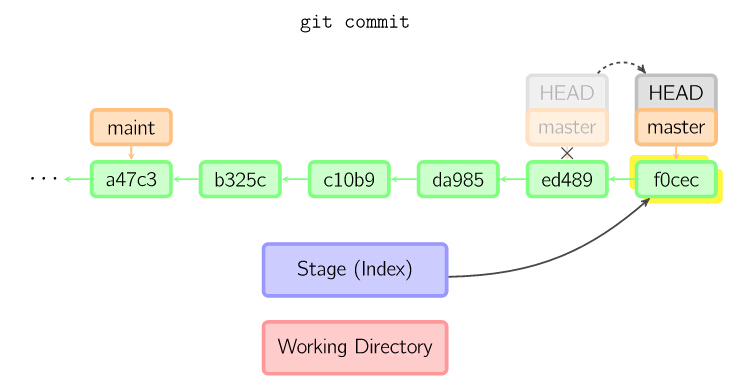 git commit
HEAD HEAD
maint master master
×
... a47c3 b325c c10b9 da985 ed489 f0cec
Stage (Index)
Working Directory